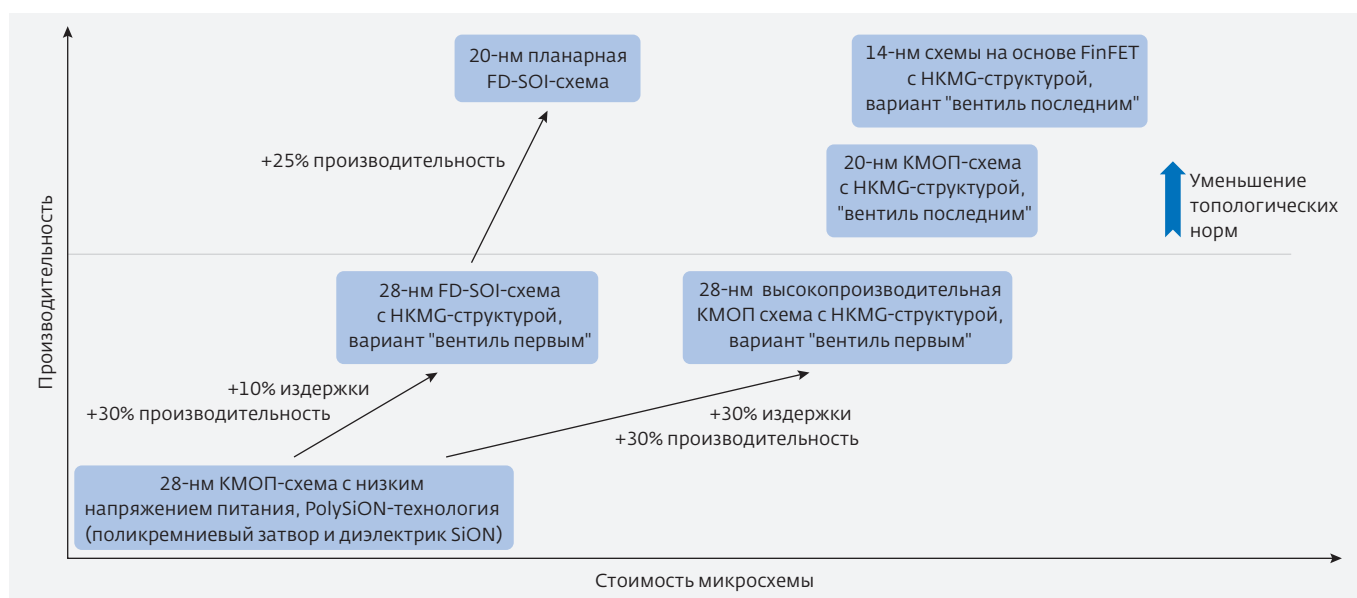 20-нм планарная
FD-SOI-схема
14-нм схемы на основе FinFET
с HKMG-структурой,
вариант "вентиль последним"
+25% производительность
20-нм КМОП-схема
с HKMG-структурой,
"вентиль последним"
Уменьшение
топологических
норм
Производительность
28-нм FD-SOI-схема
с HKMG-структурой,
вариант "вентиль первым"
28-нм высокопроизводительная
КМОП схема с HKMG-структурой,
вариант "вентиль первым"
+10% издержки
+30% производительность
+30% издержки
+30% производительность
28-нм КМОП-схема с низким
напряжением питания, PolySiON-технология
(поликремниевый затвор и диэлектрик SiON)
Стоимость микросхемы